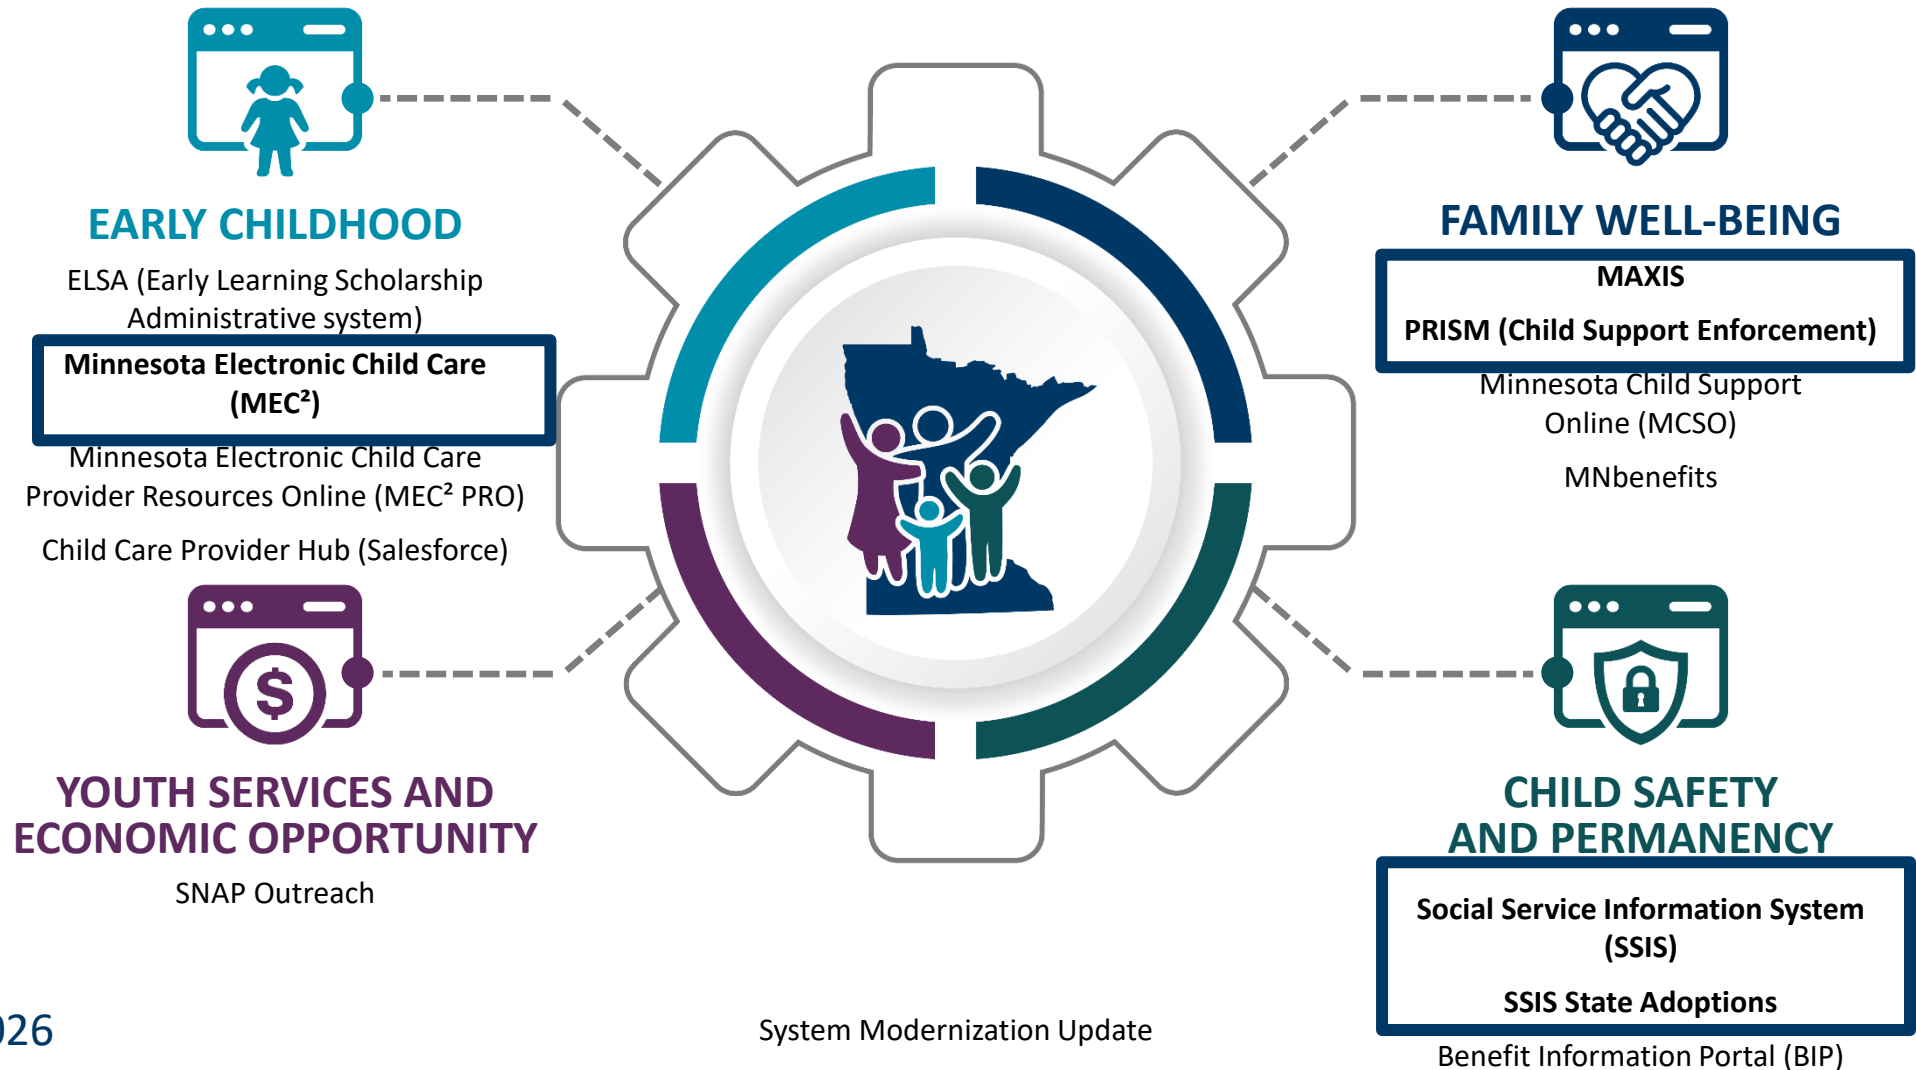 EARLY CHILDHOOD
ELSA (Early Learning Scholarship
Administrative system)
Minnesota Electronic Child Care
(MEC²)
Minnesota Electronic Child Care
Provider Resources Online (MEC² PRO)
Child Care Provider Hub (Salesforce)
FAMILY WELL-BEING
MAXIS
PRISM (Child Support Enforcement)
Minnesota Child Support
Online (MCSO)
MNbenefits
$
YOUTH SERVICES AND
ECONOMIC OPPORTUNITY
SNAP Outreach
CHILD SAFETY
AND PERMANENCY
Social Service Information System
(SSIS)
SSIS State Adoptions
Benefit Information Portal (BIP)
System Modernization Update